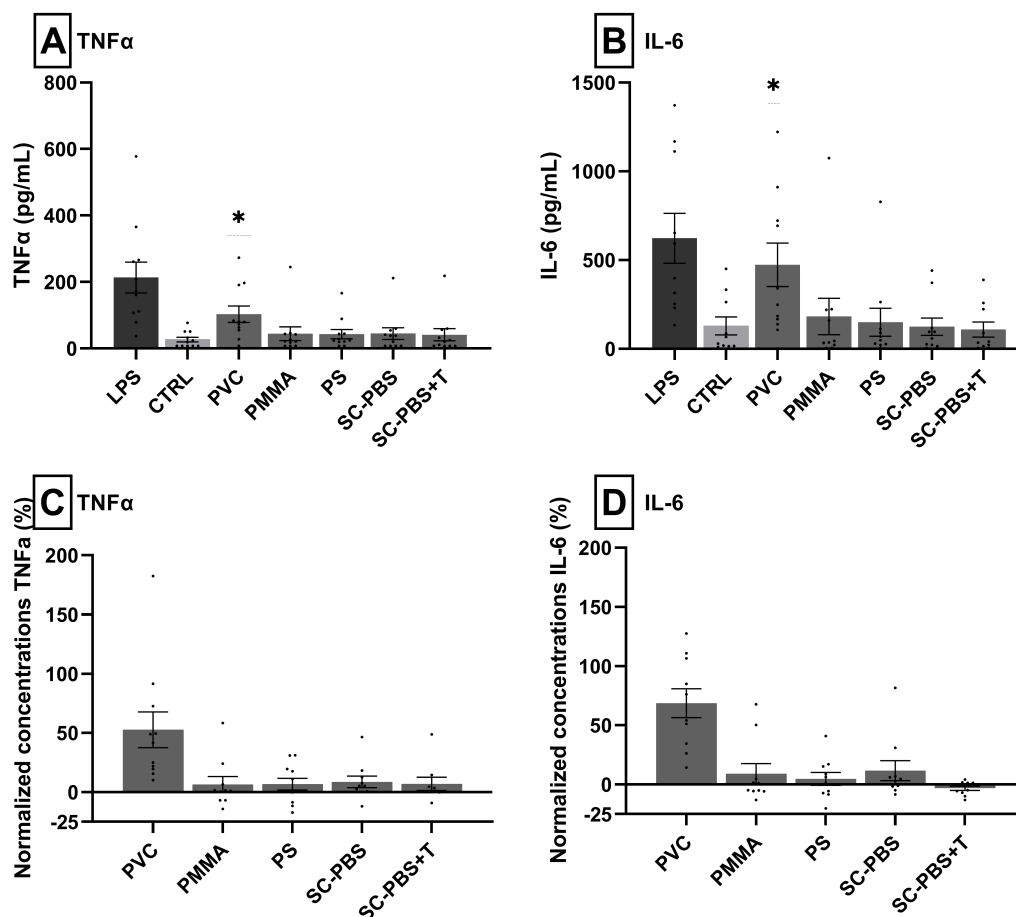 A TNFα
TNFα (pg/mL)
800
600
400
200
0
*
LPS
CTRL
PVC
PMMA
PS
SC-PBS
SC-PBS+T
B IL-6
IL-6 (pg/mL)
1500
1000
500
0
*
LPS
CTRL
PVC
PMMA
PS
SC-PBS
SC-PBS+T
C TNFα
Normalized concentrations TNFa (%)
200
150
100
50
0
-25
PVC
PMMA
PS
SC-PBS
SC-PBS+T
D IL-6
Normalized concentrations IL-6 (%)
200
150
100
50
0
-25
PVC
PMMA
PS
SC-PBS
SC-PBS+T